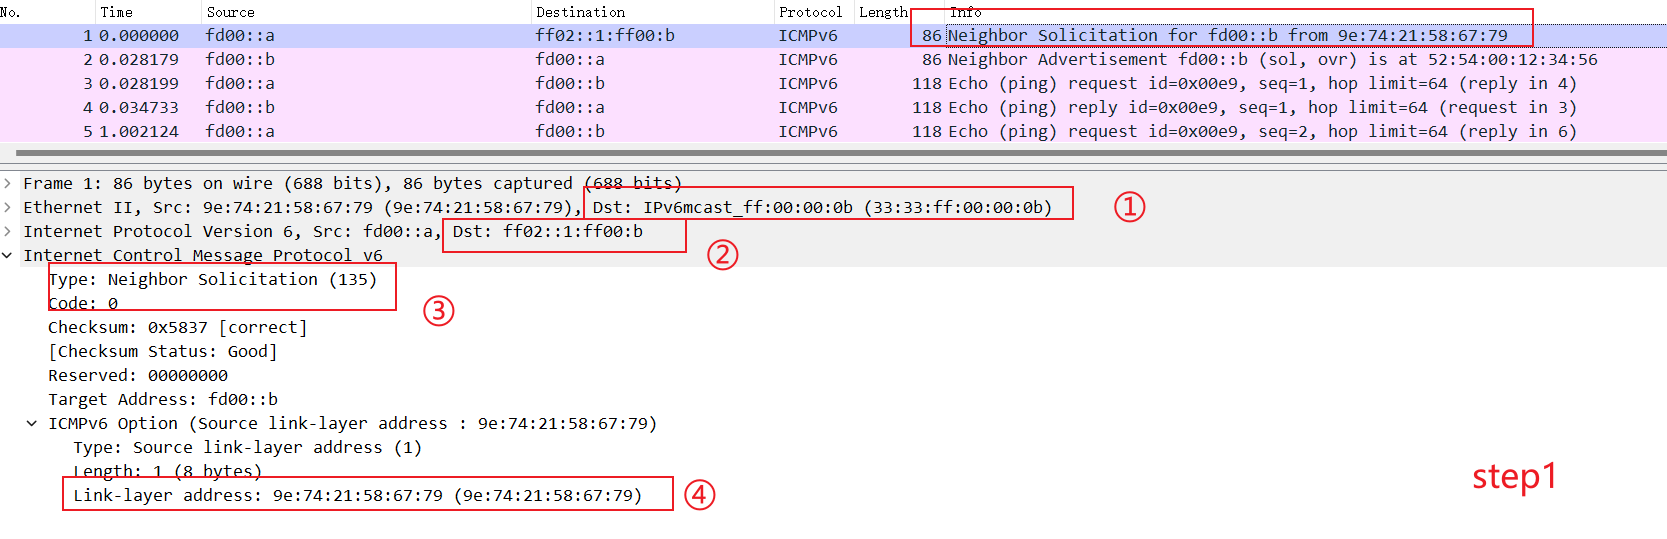 No. Time Source Destination Protocol Length Info
1 0.000000 fd00::a ff02::1:ff00:b ICMPv6 86 Neighbor Solicitation for fd00::b from 9e:74:21:58:67:79
2 0.028179 fd00::b fd00::a ICMPv6 86 Neighbor Advertisement fd00::b (sol, ovr) is at 52:54:00:12:34:56
3 0.028199 fd00::a fd00::b ICMPv6 118 Echo (ping) request id=0x00e9, seq=1, hop limit=64 (reply in 4)
4 0.034733 fd00::b fd00::a ICMPv6 118 Echo (ping) reply id=0x00e9, seq=1, hop limit=64 (request in 3)
5 1.002124 fd00::a fd00::b ICMPv6 118 Echo (ping) request id=0x00e9, seq=2, hop limit=64 (reply in 6)
Frame 1: 86 bytes on wire (688 bits), 86 bytes captured (688 bits)
Ethernet II, Src: 9e:74:21:58:67:79 (9e:74:21:58:67:79), Dst: IPv6mcast_ff:00:00:0b (33:33:ff:00:00:0b) ①
Internet Protocol Version 6, Src: fd00::a, Dst: ff02::1:ff00:b ②
Internet Control Message Protocol v6
Type: Neighbor Solicitation (135)
Code: 0 ③
Checksum: 0x5837 [correct]
[Checksum Status: Good]
Reserved: 00000000
Target Address: fd00::b
ICMPv6 Option (Source link-layer address : 9e:74:21:58:67:79)
Type: Source link-layer address (1)
Length: 1 (8 bytes)
Link-layer address: 9e:74:21:58:67:79 (9e:74:21:58:67:79) ④
step1